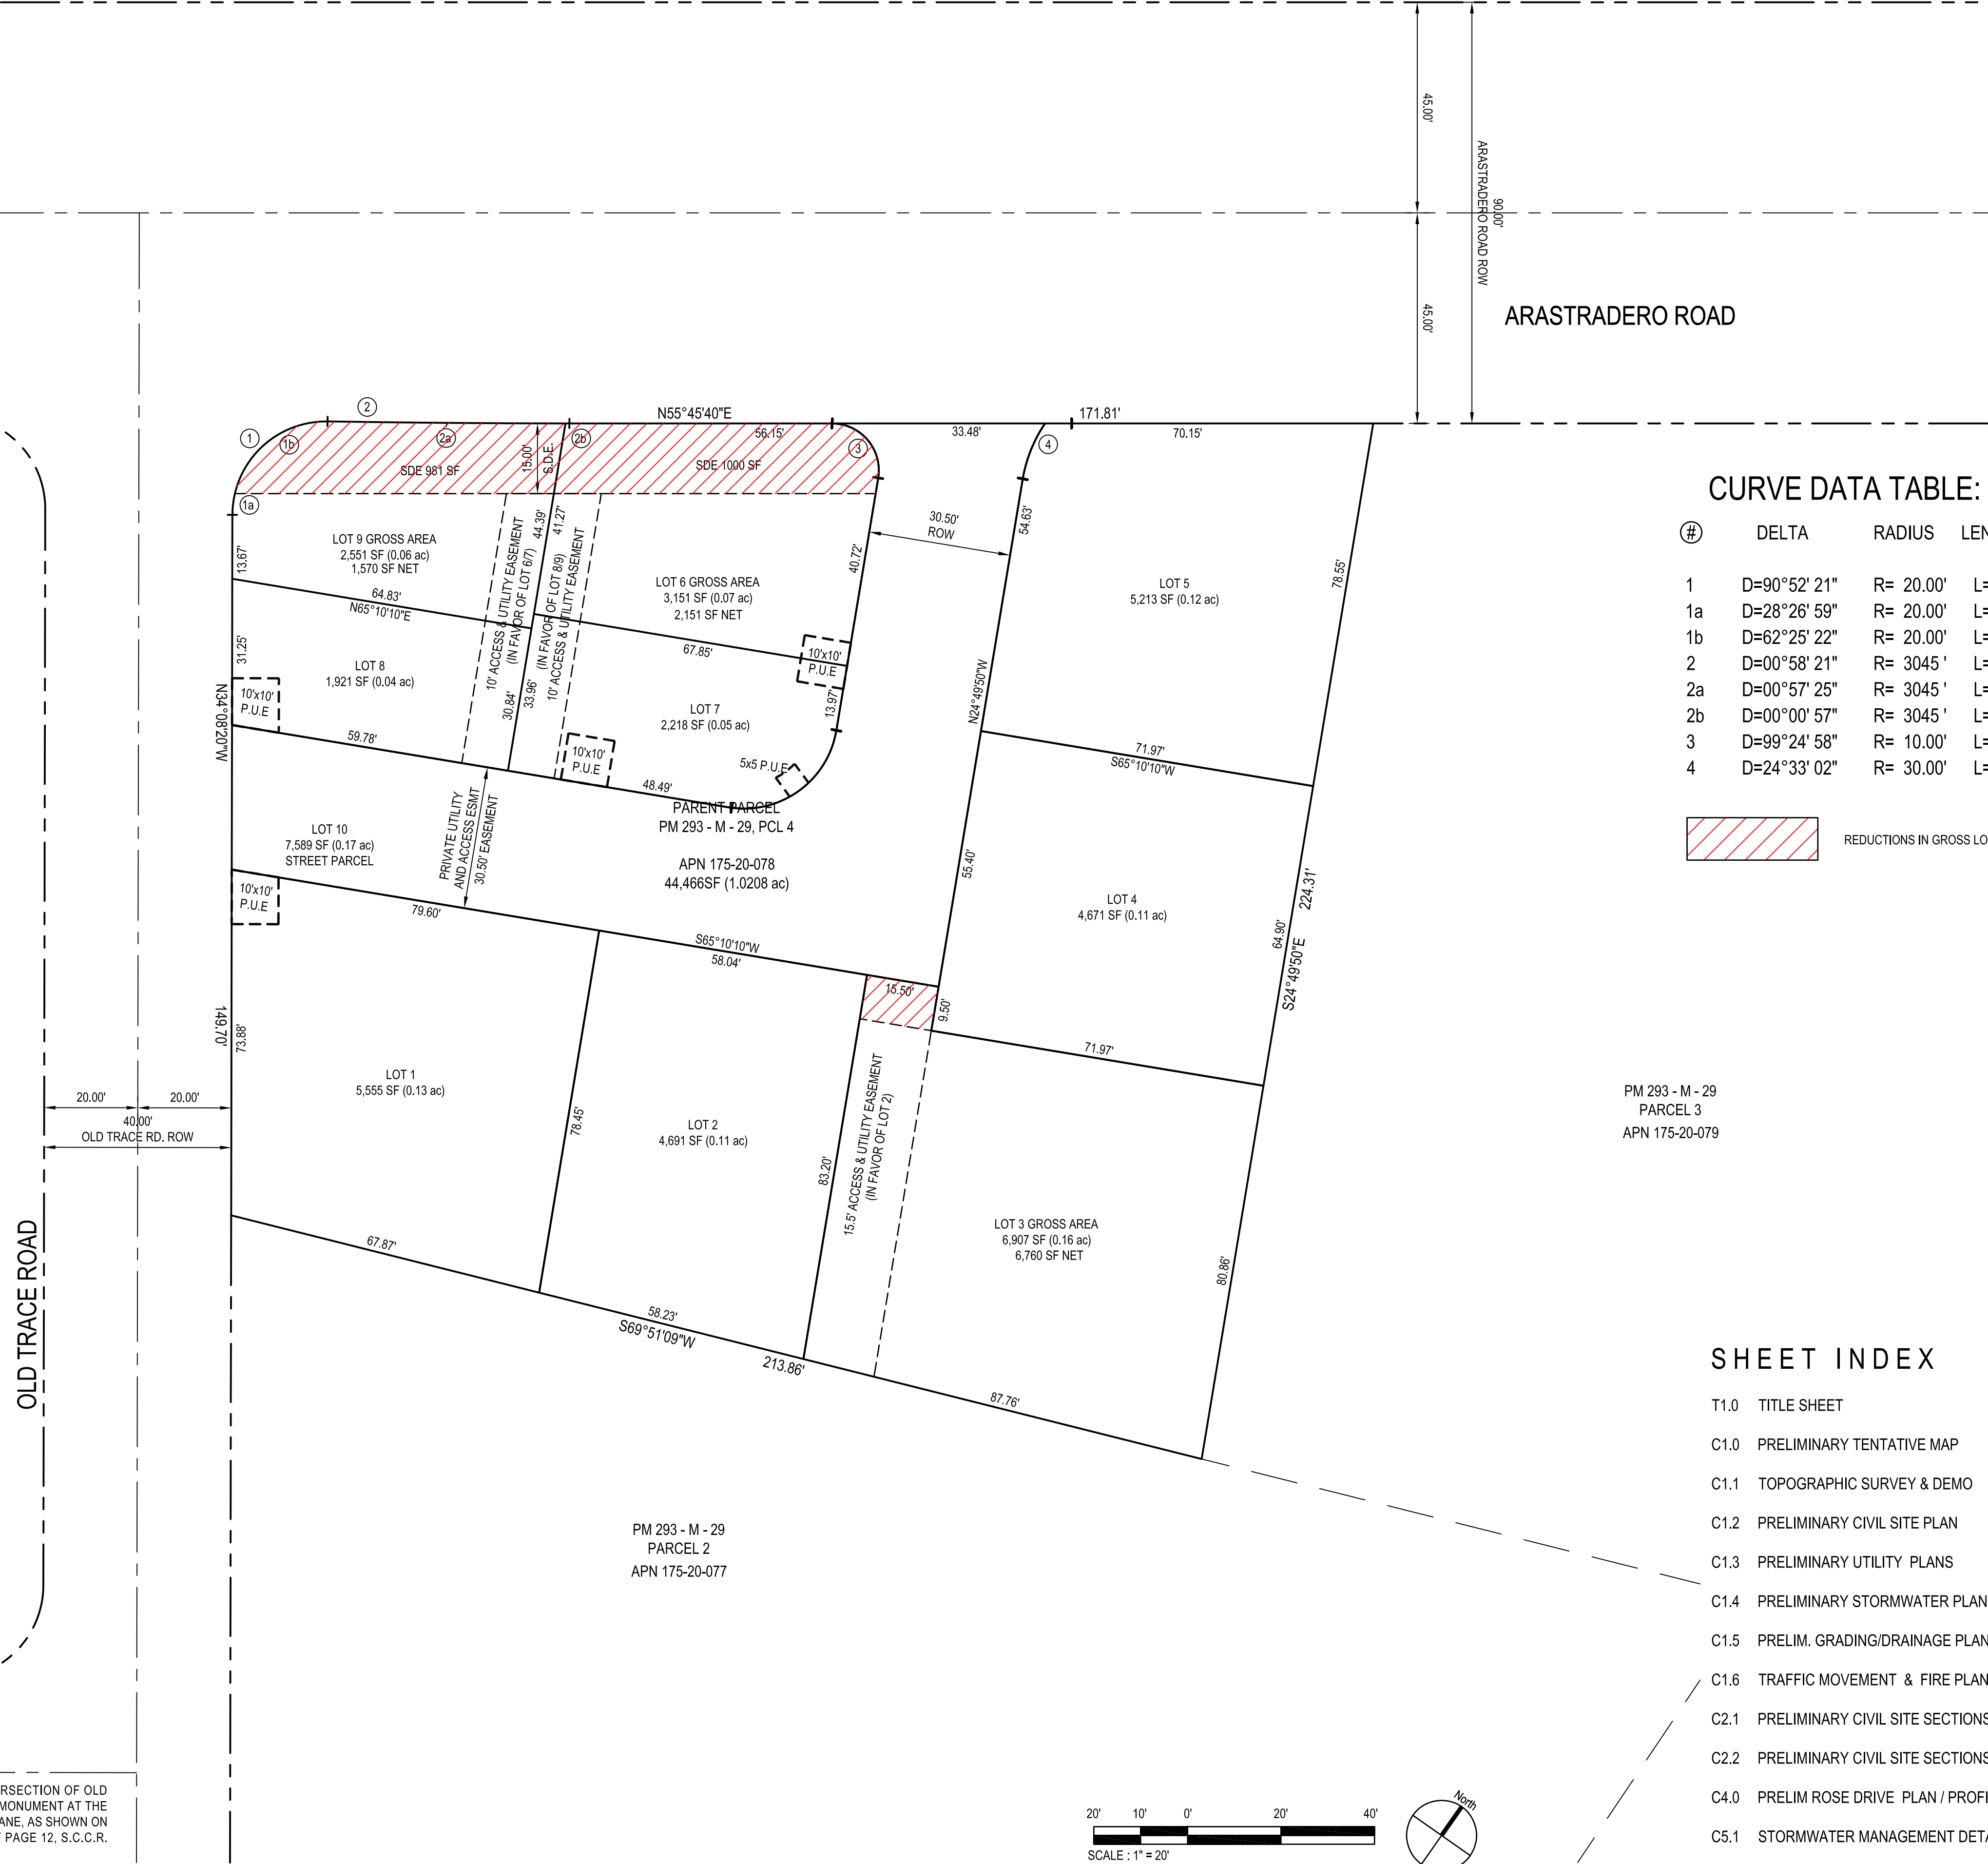 45.00'
90.00'
ARASTRADERO ROAD ROW
45.00'
ARASTRADERO ROAD
2
N55°45'40"E
171.81'
1
1b
2a
2b
56.15'
3
33.48'
4
70.15'
SDE 981 SF
15.00'
S.D.E.
SDE 1000 SF
1a
13.67'
LOT 9 GROSS AREA
2,551 SF (0.06 ac)
1,570 SF NET
44.39'
41.27'
10' ACCESS & UTILITY EASEMENT
(IN FAVOR OF LOT 6/7)
(IN FAVOR OF LOT 8/9)
10' ACCESS & UTILITY EASEMENT
30.50'
ROW
54.63'
40.72'
LOT 6 GROSS AREA
3,151 SF (0.07 ac)
2,151 SF NET
LOT 5
5,213 SF (0.12 ac)
78.55'
64.83'
N65°10'10"E
31.25'
LOT 8
1,921 SF (0.04 ac)
67.85'
10'x10'
P.U.E
N24°49'50"W
N34°08'20"W
10'x10'
P.U.E
30.84'
33.96'
LOT 7
2,218 SF (0.05 ac)
13.97'
59.78'
10'x10'
P.U.E
5x5 P.U.E
71.97'
S65°10'10"W
48.49'
PARENT PARCEL
PM 293 - M - 29, PCL 4
APN 175-20-078
44,466SF (1.0208 ac)
LOT 10
7,589 SF (0.17 ac)
STREET PARCEL
PRIVATE UTILITY
AND ACCESS ESMT
30.50' EASEMENT
55.40'
10'x10'
P.U.E
79.60'
S65°10'10"W
58.04'
LOT 4
4,671 SF (0.11 ac)
64.90'
224.31'
S24°49'50"E
15.50'
9.50'
149.70'
73.88'
71.97'
LOT 1
5,555 SF (0.13 ac)
78.45'
LOT 2
4,691 SF (0.11 ac)
83.20'
15.5' ACCESS & UTILITY EASEMENT
(IN FAVOR OF LOT 2)
LOT 3 GROSS AREA
6,907 SF (0.16 ac)
6,760 SF NET
80.86'
20.00'
20.00'
40.00'
OLD TRACE RD. ROW
OLD TRACE ROAD
67.87'
58.23'
S69°51'09"W
213.86'
87.76'
PM 293 - M - 29
PARCEL 3
APN 175-20-079
PM 293 - M - 29
PARCEL 2
APN 175-20-077
CURVE DATA TABLE:
# DELTA RADIUS LEN
1 D=90°52' 21" R= 20.00' L=
1a D=28°26' 59" R= 20.00' L=
1b D=62°25' 22" R= 20.00' L=
2 D=00°58' 21" R= 3045 ' L=
2a D=00°57' 25" R= 3045 ' L=
2b D=00°00' 57" R= 3045 ' L=
3 D=99°24' 58" R= 10.00' L=
4 D=24°33' 02" R= 30.00' L=
REDUCTIONS IN GROSS LO
SHEET INDEX
T1.0 TITLE SHEET
C1.0 PRELIMINARY TENTATIVE MAP
C1.1 TOPOGRAPHIC SURVEY & DEMO
C1.2 PRELIMINARY CIVIL SITE PLAN
C1.3 PRELIMINARY UTILITY PLANS
C1.4 PRELIMINARY STORMWATER PLAN
C1.5 PRELIM. GRADING/DRAINAGE PLAN
C1.6 TRAFFIC MOVEMENT & FIRE PLAN
C2.1 PRELIMINARY CIVIL SITE SECTIONS
C2.2 PRELIMINARY CIVIL SITE SECTIONS
C4.0 PRELIM ROSE DRIVE PLAN / PROFI
C5.1 STORMWATER MANAGEMENT DETA
RSECTION OF OLD
MONUMENT AT THE
ANE, AS SHOWN ON
PAGE 12, S.C.C.R.
20' 10' 0' 20' 40'
SCALE : 1" = 20'
North